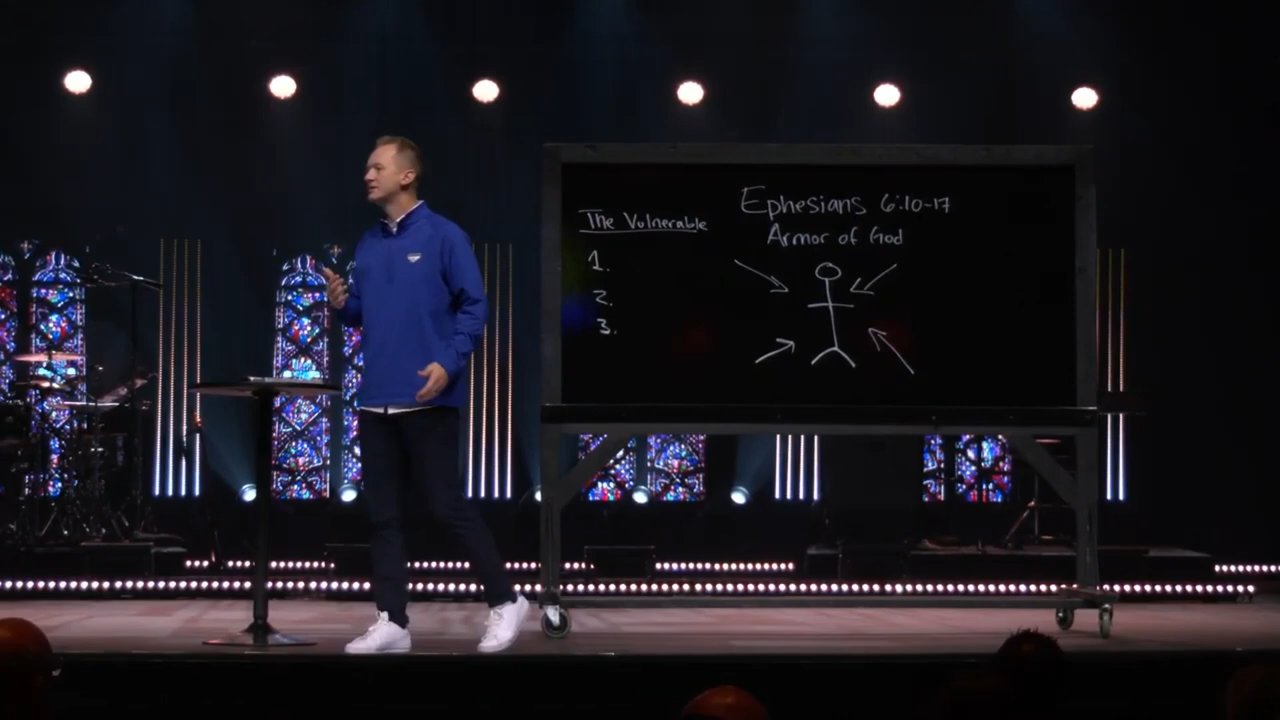 Ephesians 6:10-17
Armor of God
The Vulnerable
1.
2.
3.